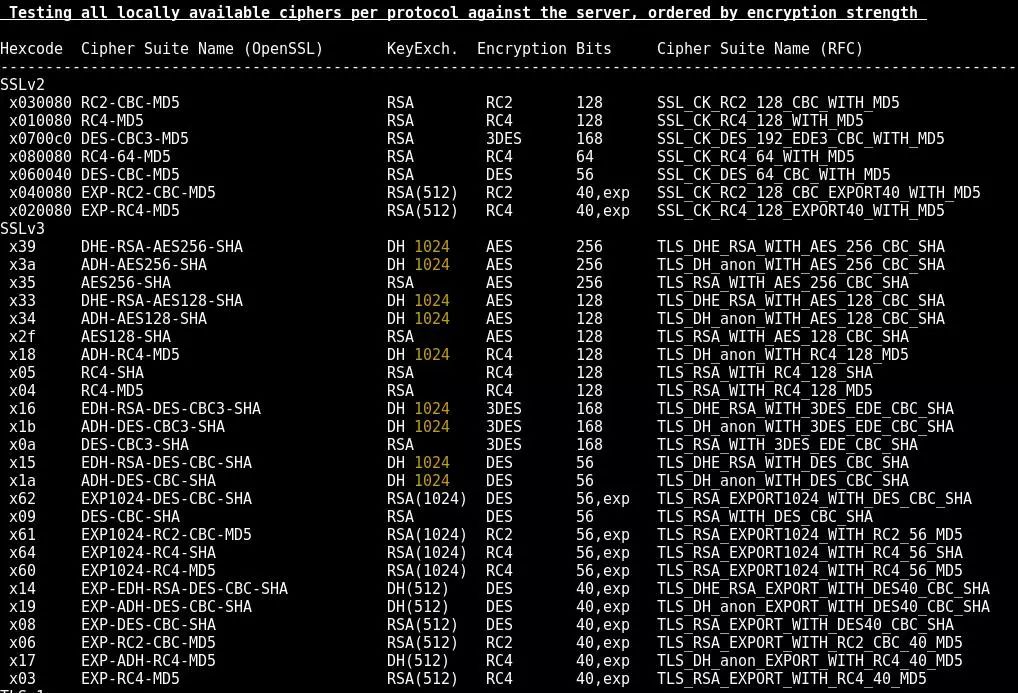 Testing all locally available ciphers per protocol against the server, ordered by encryption strength
Hexcode  Cipher Suite Name (OpenSSL)       KeyExch.  Encryption Bits     Cipher Suite Name (RFC)
-----------------------------------------------------------------------------------------------------------------
SSLv2
 x030080 RC2-CBC-MD5                       RSA        RC2       128      SSL_CK_RC2_128_CBC_WITH_MD5
 x010080 RC4-MD5                           RSA        RC4       128      SSL_CK_RC4_128_WITH_MD5
 x0700c0 DES-CBC3-MD5                      RSA        3DES      168      SSL_CK_DES_192_EDE3_CBC_WITH_MD5
 x080080 RC4-64-MD5                        RSA        RC4       64       SSL_CK_RC4_64_WITH_MD5
 x060040 DES-CBC-MD5                       RSA        DES       56       SSL_CK_DES_64_CBC_WITH_MD5
 x040080 EXP-RC2-CBC-MD5                   RSA(512)   RC2       40,exp   SSL_CK_RC2_128_CBC_EXPORT40_WITH_MD5
 x020080 EXP-RC4-MD5                       RSA(512)   RC4       40,exp   SSL_CK_RC4_128_EXPORT40_WITH_MD5
SSLv3
 x39     DHE-RSA-AES256-SHA                DH 1024    AES       256      TLS_DHE_RSA_WITH_AES_256_CBC_SHA
 x3a     ADH-AES256-SHA                    DH 1024    AES       256      TLS_DH_anon_WITH_AES_256_CBC_SHA
 x35     AES256-SHA                        RSA        AES       256      TLS_RSA_WITH_AES_256_CBC_SHA
 x33     DHE-RSA-AES128-SHA                DH 1024    AES       128      TLS_DHE_RSA_WITH_AES_128_CBC_SHA
 x34     ADH-AES128-SHA                    DH 1024    AES       128      TLS_DH_anon_WITH_AES_128_CBC_SHA
 x2f     AES128-SHA                        RSA        AES       128      TLS_RSA_WITH_AES_128_CBC_SHA
 x18     ADH-RC4-MD5                       DH 1024    RC4       128      TLS_DH_anon_WITH_RC4_128_MD5
 x05     RC4-SHA                           RSA        RC4       128      TLS_RSA_WITH_RC4_128_SHA
 x04     RC4-MD5                           RSA        RC4       128      TLS_RSA_WITH_RC4_128_MD5
 x16     EDH-RSA-DES-CBC3-SHA              DH 1024    3DES      168      TLS_DHE_RSA_WITH_3DES_EDE_CBC_SHA
 x1b     ADH-DES-CBC3-SHA                  DH 1024    3DES      168      TLS_DH_anon_WITH_3DES_EDE_CBC_SHA
 x0a     DES-CBC3-SHA                      RSA        3DES      168      TLS_RSA_WITH_3DES_EDE_CBC_SHA
 x15     EDH-RSA-DES-CBC-SHA               DH 1024    DES       56       TLS_DHE_RSA_WITH_DES_CBC_SHA
 x1a     ADH-DES-CBC-SHA                   DH 1024    DES       56       TLS_DH_anon_WITH_DES_CBC_SHA
 x62     EXP1024-DES-CBC-SHA               RSA(1024)  DES       56,exp   TLS_RSA_EXPORT1024_WITH_DES_CBC_SHA
 x09     DES-CBC-SHA                       RSA        DES       56       TLS_RSA_WITH_DES_CBC_SHA
 x61     EXP1024-RC2-CBC-MD5               RSA(1024)  RC2       56,exp   TLS_RSA_EXPORT1024_WITH_RC2_56_MD5
 x64     EXP1024-RC4-SHA                   RSA(1024)  RC4       56,exp   TLS_RSA_EXPORT1024_WITH_RC4_56_SHA
 x60     EXP1024-RC4-MD5                   RSA(1024)  RC4       56,exp   TLS_RSA_EXPORT1024_WITH_RC4_56_MD5
 x14     EXP-EDH-RSA-DES-CBC-SHA           DH(512)    DES       40,exp   TLS_DHE_RSA_EXPORT_WITH_DES40_CBC_SHA
 x19     EXP-ADH-DES-CBC-SHA               DH(512)    DES       40,exp   TLS_DH_anon_EXPORT_WITH_DES40_CBC_SHA
 x08     EXP-DES-CBC-SHA                   RSA(512)   DES       40,exp   TLS_RSA_EXPORT_WITH_DES40_CBC_SHA
 x06     EXP-RC2-CBC-MD5                   RSA(512)   RC2       40,exp   TLS_RSA_EXPORT_WITH_RC2_CBC_40_MD5
 x17     EXP-ADH-RC4-MD5                   DH(512)    RC4       40,exp   TLS_DH_anon_EXPORT_WITH_RC4_40_MD5
 x03     EXP-RC4-MD5                       RSA(512)   RC4       40,exp   TLS_RSA_EXPORT_WITH_RC4_40_MD5